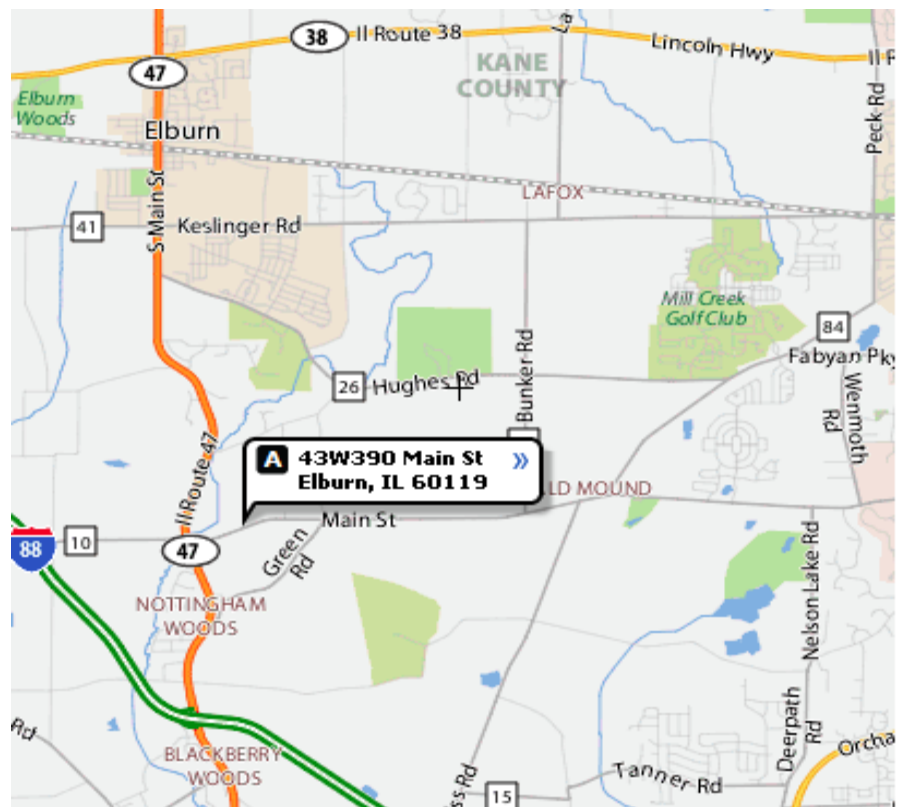 38
Il Route 38
La
Lincoln Hwy
Il R
47
KANE
COUNTY
Elburn
Woods
Elburn
Peck Rd
S Main St
LAFOX
41
Keslinger Rd
Mill Creek
Golf Club
84
Fabyan Pky
26
Hughes Rd
Bunker Rd
Wenmoth
Rd
Il Route 47
A 43W390 Main St »
Elburn, IL 60119
LD MOUND
Main St
88
10
47
Green
Rd
Nelson Lake Rd
NOTTINGHAM
WOODS
Deerpath
Rd
Rd
Orcha
BLACKBERRY
WOODS
Tanner Rd
ss Rd
15